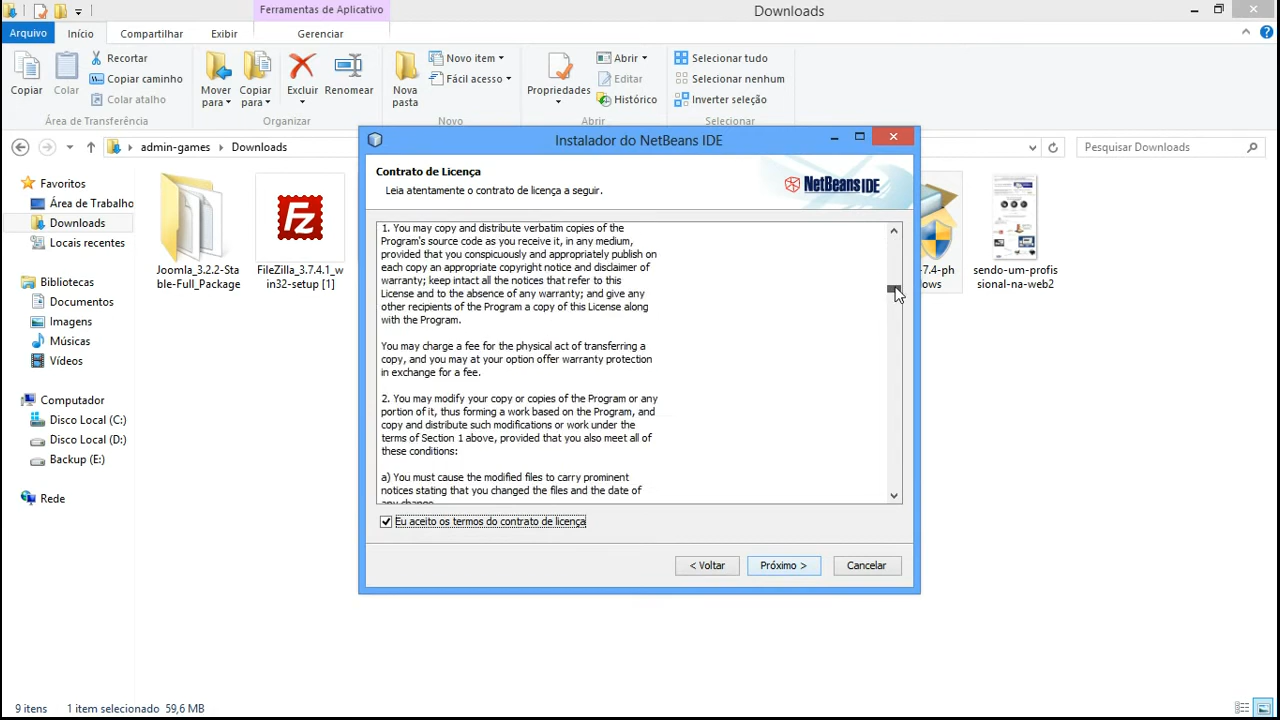 Ferramentas de Aplicativo
Downloads
Arquivo
Início
Compartilhar
Exibir
Gerenciar
Copiar
Colar
Recortar
Copiar caminho
Colar atalho
Área de Transferência
Mover para
Copiar para
Excluir
Renomear
Organizar
Nova pasta
Novo item
Fácil acesso
Novo
Propriedades
Abrir
Editar
Histórico
Abrir
Selecionar tudo
Selecionar nenhum
Inverter seleção
Selecionar
admin-games
Downloads
Pesquisar Downloads
Favoritos
Área de Trabalho
Downloads
Locais recentes
Bibliotecas
Documentos
Imagens
Músicas
Vídeos
Computador
Disco Local (C:)
Disco Local (D:)
Backup (E:)
Rede
Joomla_3.2.2-Sta
ble-Full_Package
Fz
FileZilla_3.7.4.1_w
in32-setup [1]
-7.4-ph
ows
sendo-um-profis
sional-na-web2
Instalador do NetBeans IDE
Contrato de Licença
Leia atentamente o contrato de licença a seguir.
NetBeans IDE
1. You may copy and distribute verbatim copies of the
Program's source code as you receive it, in any medium,
provided that you conspicuously and appropriately publish on
each copy an appropriate copyright notice and disclaimer of
warranty; keep intact all the notices that refer to this
License and to the absence of any warranty; and give any
other recipients of the Program a copy of this License along
with the Program.
You may charge a fee for the physical act of transferring a
copy, and you may at your option offer warranty protection
in exchange for a fee.
2. You may modify your copy or copies of the Program or any
portion of it, thus forming a work based on the Program, and
copy and distribute such modifications or work under the
terms of Section 1 above, provided that you also meet all of
these conditions:
a) You must cause the modified files to carry prominent
notices stating that you changed the files and the date of
any change.
Eu aceito os termos do contrato de licença
< Voltar
Próximo >
Cancelar
9 itens
1 item selecionado 59,6 MB